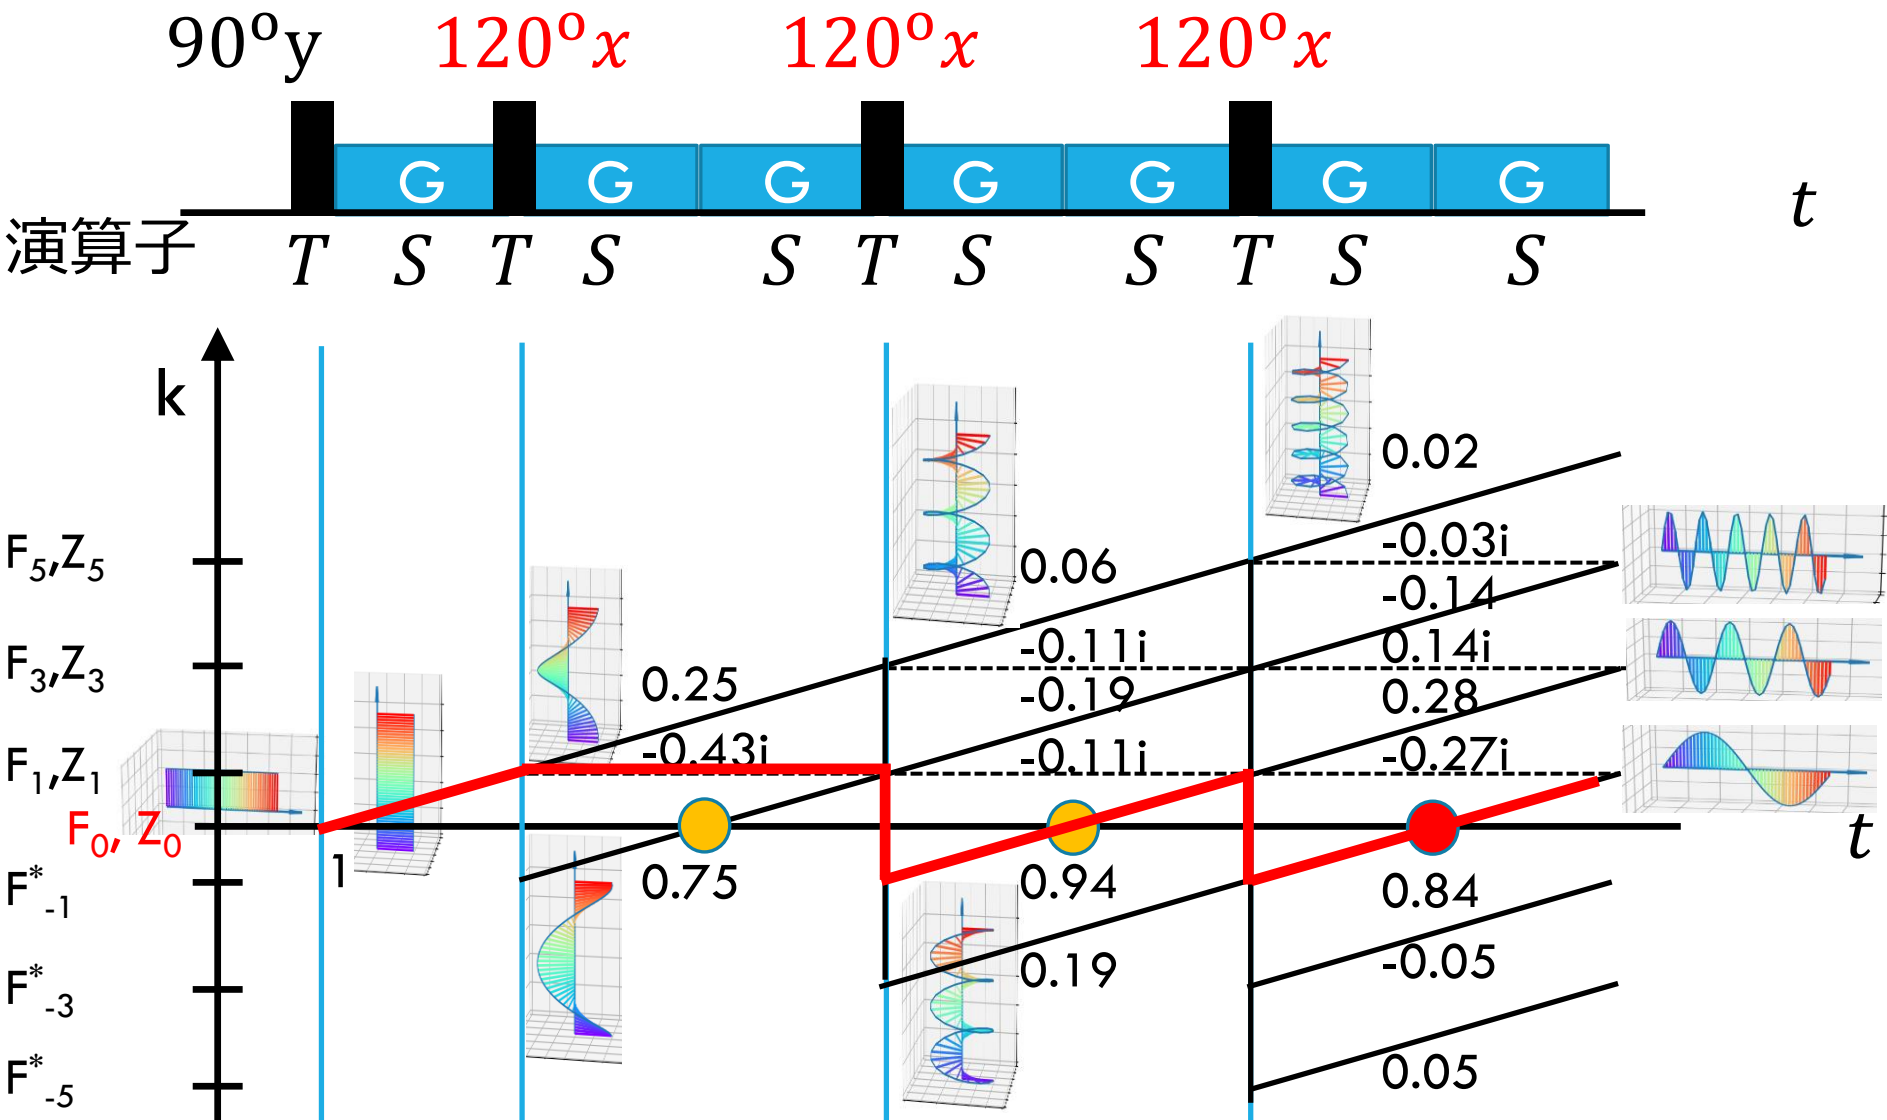 90°y 120°x 120°x 120°x
G G G G G G G
t
演算子 T S T S S T S S T S S
k
0.02
F5,Z5 -0.03i
0.06 -0.14
F3,Z3 -0.11i 0.14i
0.25 -0.19 0.28
F1,Z1 -0.43i -0.11i -0.27i
F0, Z0 t
1
F*-1 0.75 0.94 0.84
F*-3 0.19 -0.05
F*-5 0.05